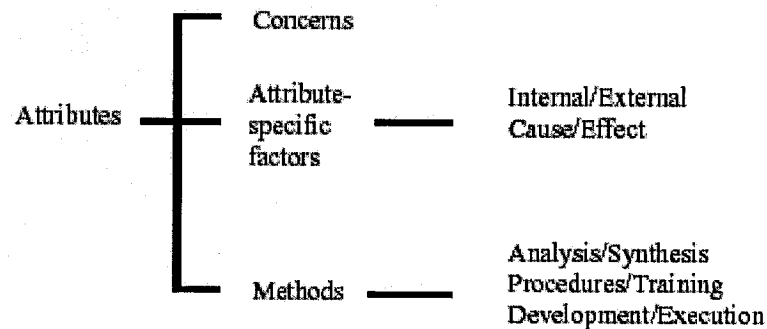 Concerns
Attributes
Attribute-
specific
factors
Internal/External
Cause/Effect
Methods
Analysis/Synthesis
Procedures/Training
Development/Execution